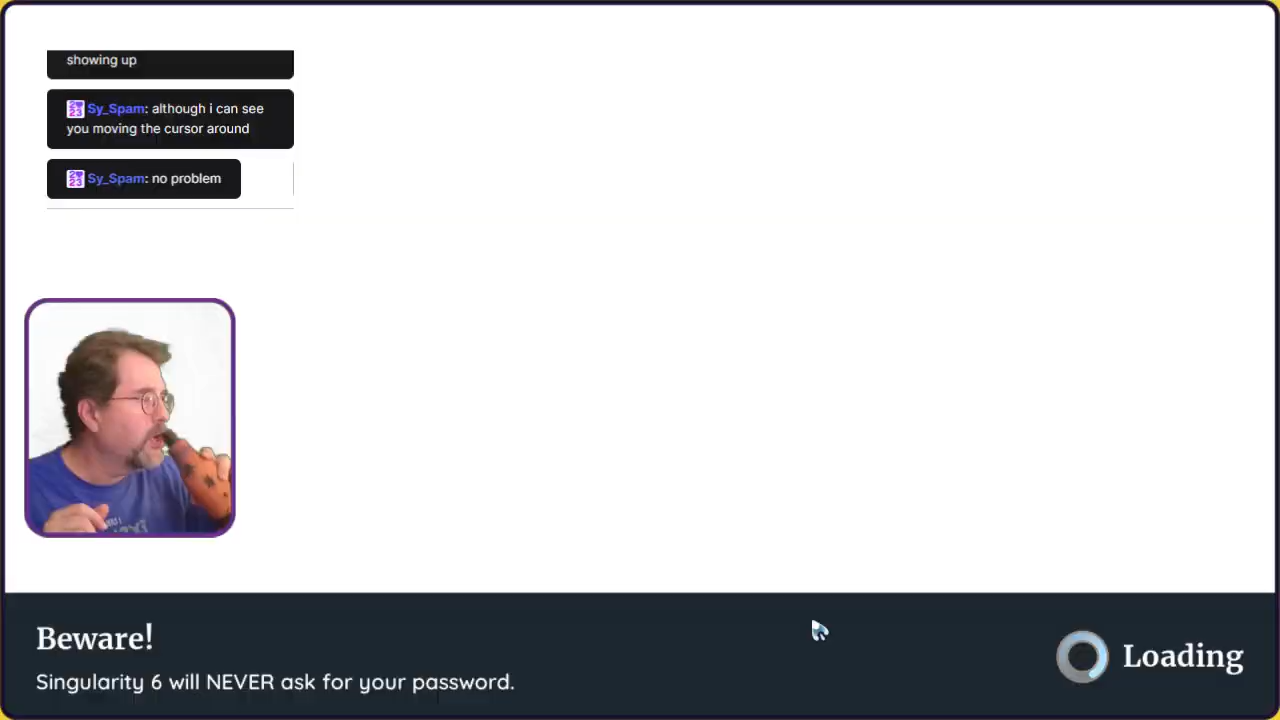 showing up
Sy_Spam: although i can see
you moving the cursor around
Sy_Spam: no problem
Beware!
Singularity 6 will NEVER ask for your password.
Loading